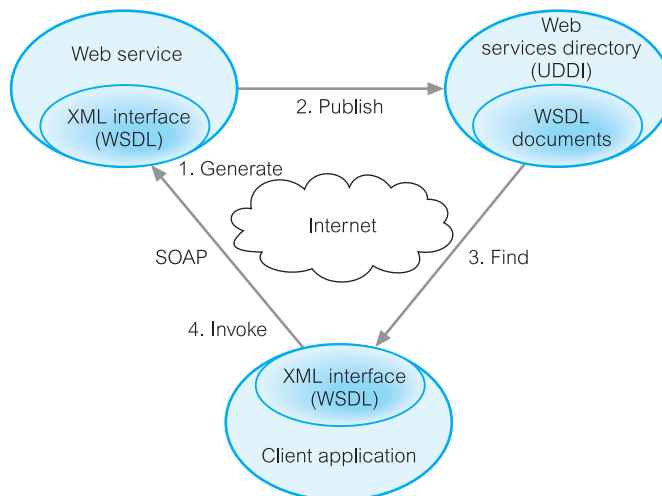 Web service
XML interface
(WSDL)
2. Publish
Web
services directory
(UDDI)
WSDL
documents
1. Generate
Internet
SOAP
3. Find
4. Invoke
XML interface
(WSDL)
Client application